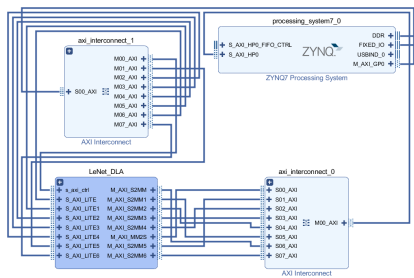 processing_system7_0
S_AXI_HP0_FIFO_CTRL
S_AXI_HP0
ZYNQ
DDR
FIXED_IO
USBIND_0
M_AXI_GP0
ZYNQ7 Processing System
axi_interconnect_1
S00_AXI
M00_AXI
M01_AXI
M02_AXI
M03_AXI
M04_AXI
M05_AXI
M06_AXI
M07_AXI
AXI Interconnect
LeNet_DLA
s_axi_ctrl M_AXI_S2MM
S_AXI_LITE M_AXI_S2MM1
S_AXI_LITE1 M_AXI_S2MM2
S_AXI_LITE2 M_AXI_S2MM3
S_AXI_LITE3 M_AXI_S2MM4
S_AXI_LITE4 M_AXI_MM2S
S_AXI_LITE5 M_AXI_S2MM5
S_AXI_LITE6 M_AXI_S2MM6
axi_interconnect_0
S00_AXI
S01_AXI
S02_AXI
S03_AXI
S04_AXI
S05_AXI
S06_AXI
S07_AXI
M00_AXI
AXI Interconnect